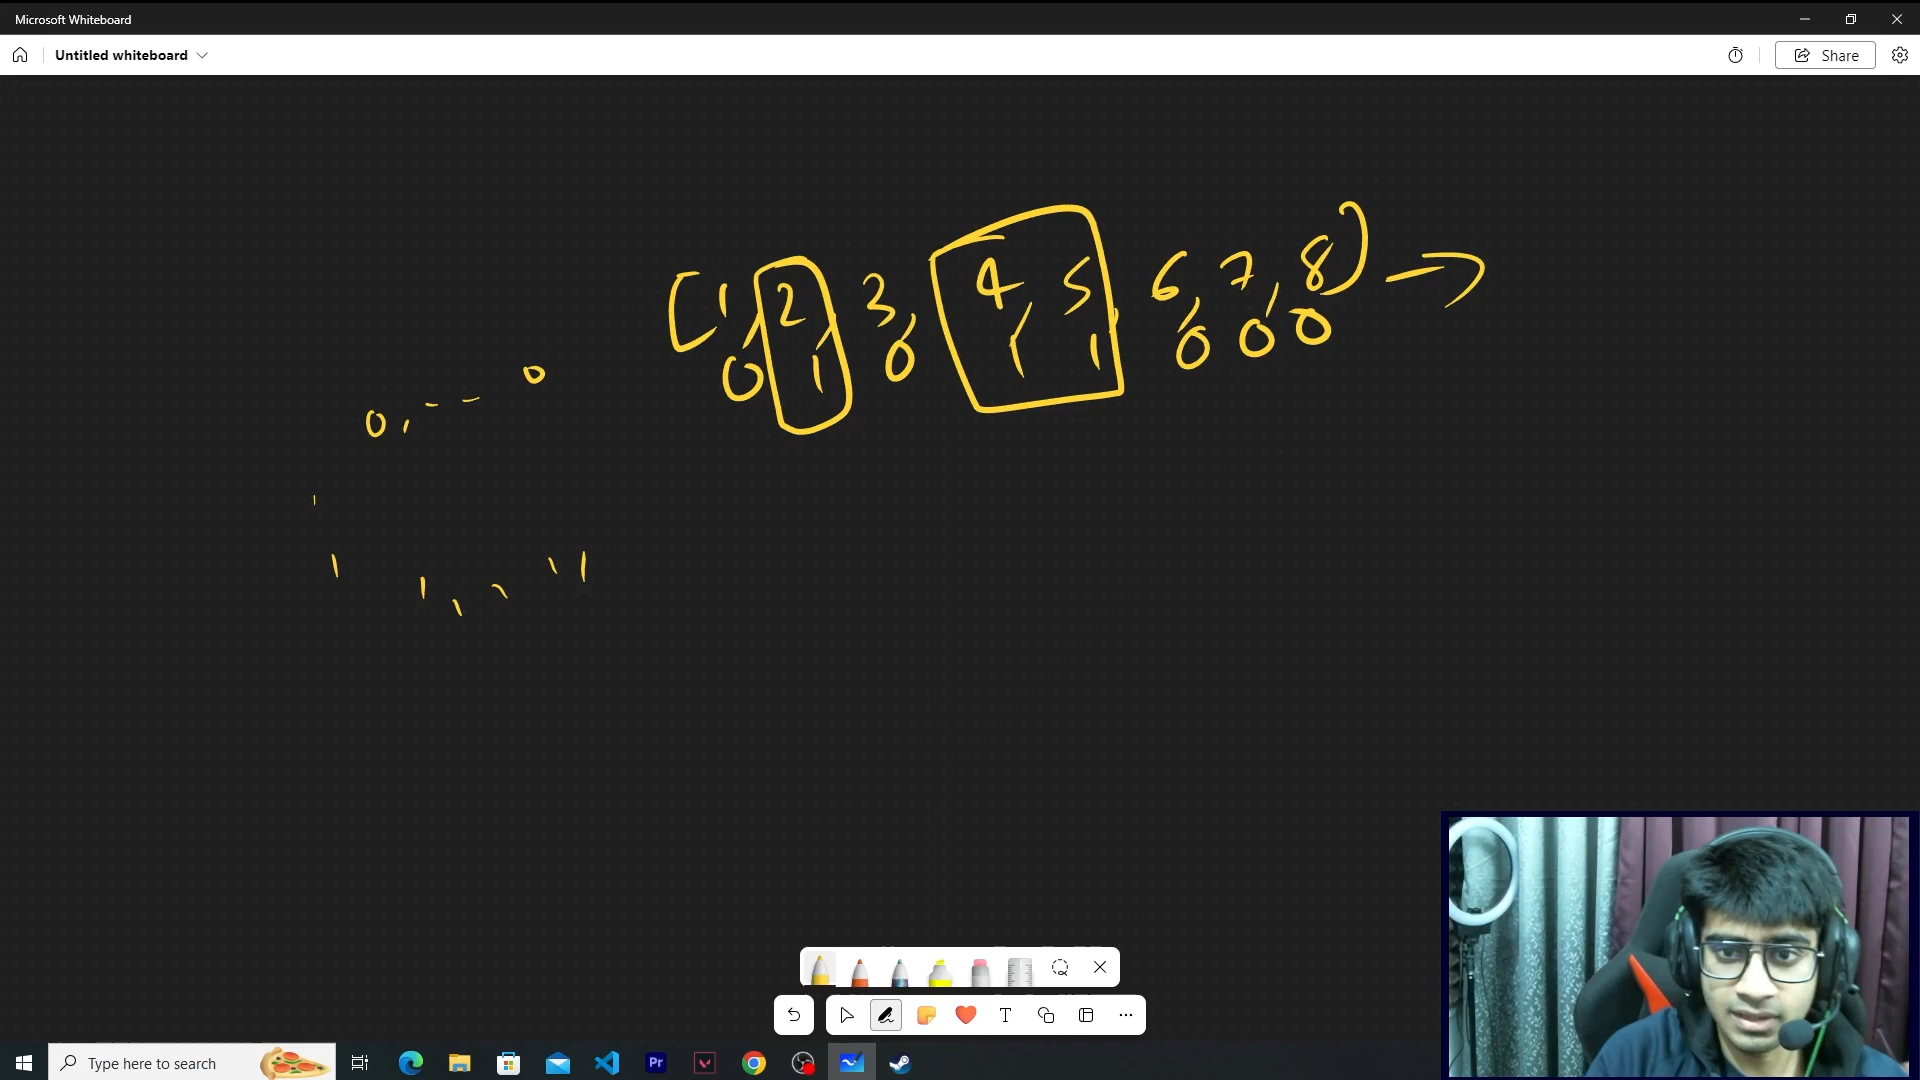 Microsoft Whiteboard
Untitled whiteboard
Share
[1, 2, 3, 4, 5, 6, 7, 8)
0 1 0 1 1 0 0 0
0, - - 0
Type here to search
Pr